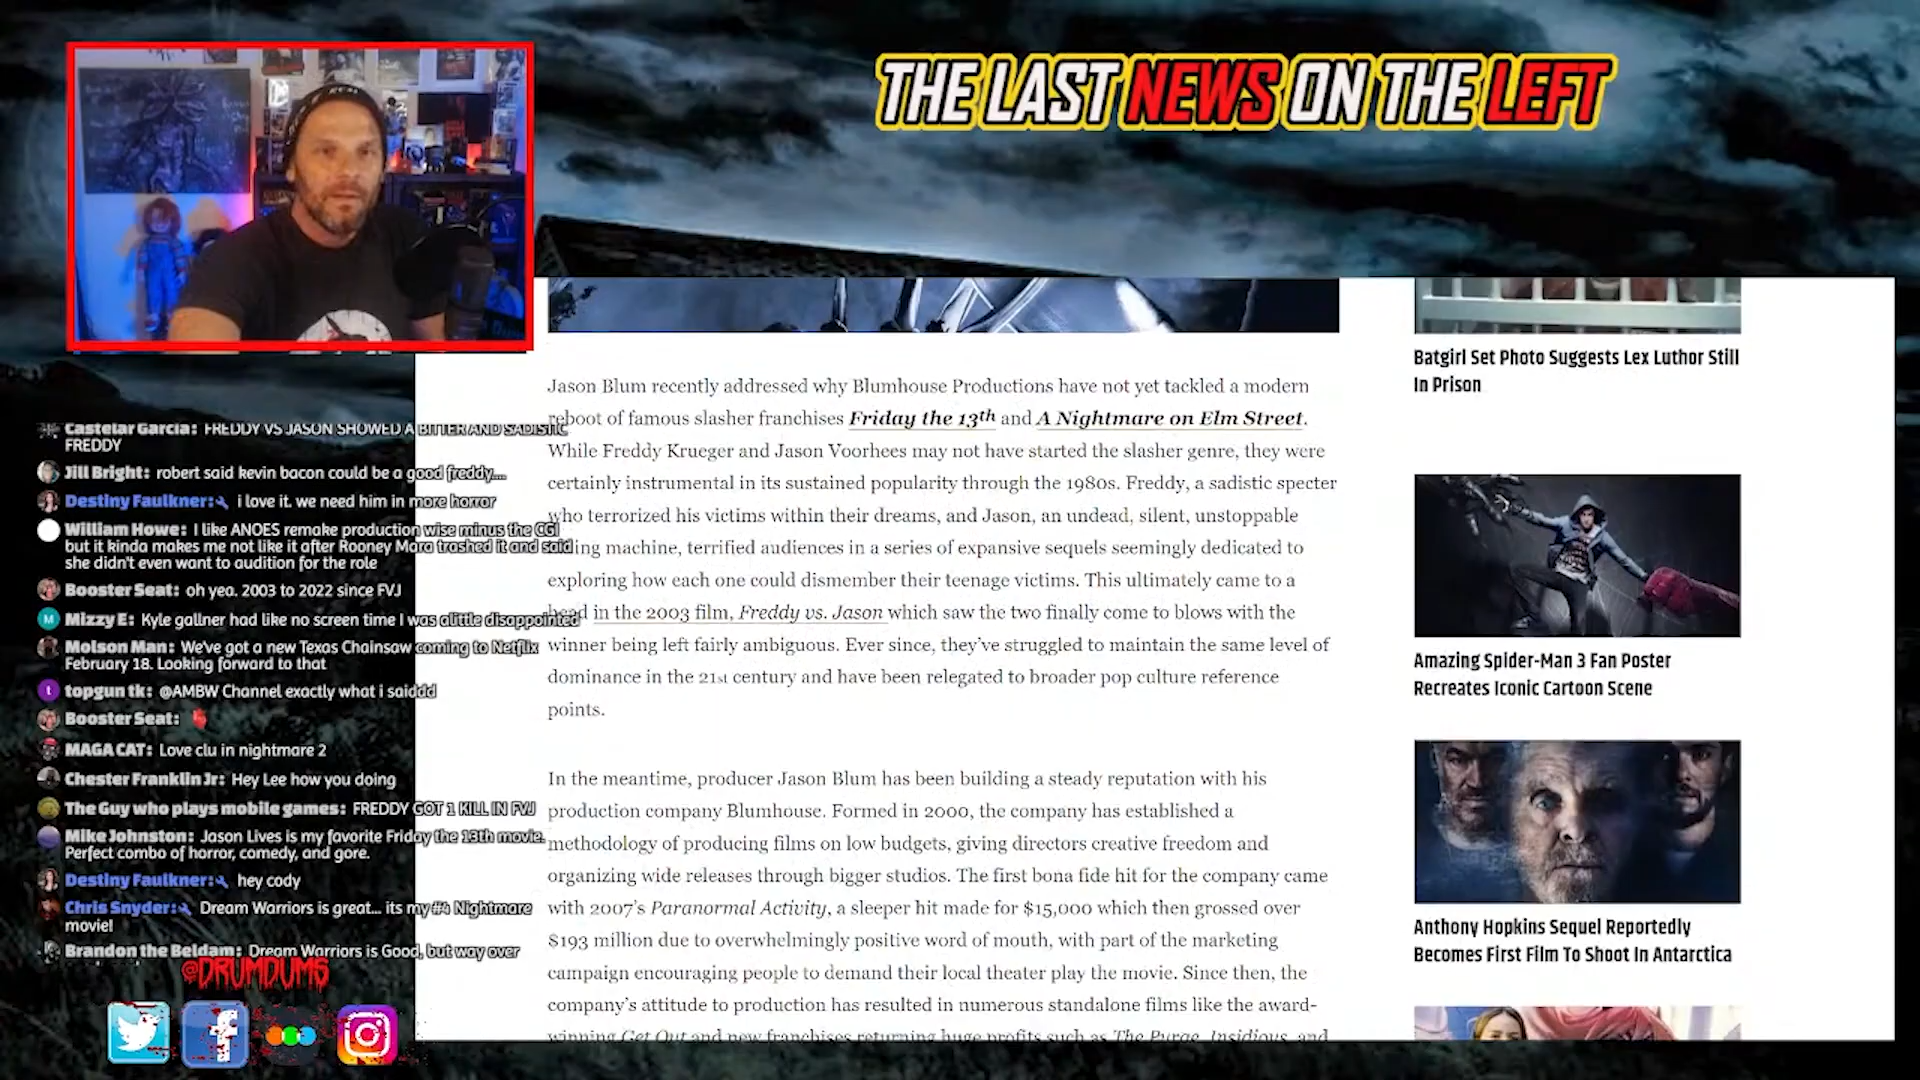 THE LAST NEWS ON THE LEFT
Castelar Garcia: FREDDY VS JASON SHOWED A BITTER AND SADISTIC
FREDDY
Jill Bright: robert said kevin bacon could be a good freddy....
Destiny Faulkner: i love it. we need him in more horror
William Howe: I like ANOES remake production wise minus the CGI
but it kinda makes me not like it after Rooney Mara trashed it and said
she didn't even want to audition for the role
Booster Seat: oh yea. 2003 to 2022 since FVJ
M Mizzy E: Kyle gallner had like no screen time I was alittle disappointed
Molson Man: We've got a new Texas Chainsaw coming to Netflix
February 18. Looking forward to that
t topgun tk: @AMBW Channel exactly what i saiddd
Booster Seat:
MAGA CAT: Love clu in nightmare 2
Chester Franklin Jr: Hey Lee how you doing
The Guy who plays mobile games: FREDDY GOT 1 KILL IN FVJ
Mike Johnston: Jason Lives is my favorite Friday the 13th movie.
Perfect combo of horror, comedy, and gore.
Destiny Faulkner: hey cody
Chris Snyder: Dream Warriors is great... its my #4 Nightmare
movie!
Brandon the Beldam: Dream Warriors is Good, but way over
@DRUMDUMS
Jason Blum recently addressed why Blumhouse Productions have not yet tackled a modern
reboot of famous slasher franchises Friday the 13th and A Nightmare on Elm Street.
While Freddy Krueger and Jason Voorhees may not have started the slasher genre, they were
certainly instrumental in its sustained popularity through the 1980s. Freddy, a sadistic specter
who terrorized his victims within their dreams, and Jason, an undead, silent, unstoppable
ing machine, terrified audiences in a series of expansive sequels seemingly dedicated to
exploring how each one could dismember their teenage victims. This ultimately came to a
head in the 2003 film, Freddy vs. Jason which saw the two finally come to blows with the
winner being left fairly ambiguous. Ever since, they've struggled to maintain the same level of
dominance in the 21st century and have been relegated to broader pop culture reference
points.
In the meantime, producer Jason Blum has been building a steady reputation with his
production company Blumhouse. Formed in 2000, the company has established a
methodology of producing films on low budgets, giving directors creative freedom and
organizing wide releases through bigger studios. The first bona fide hit for the company came
with 2007's Paranormal Activity, a sleeper hit made for $15,000 which then grossed over
$193 million due to overwhelmingly positive word of mouth, with part of the marketing
campaign encouraging people to demand their local theater play the movie. Since then, the
company's attitude to production has resulted in numerous standalone films like the award-
winning Get Out and new franchises returning huge profits such as The Purge, Insidious, and
Batgirl Set Photo Suggests Lex Luthor Still
In Prison
Amazing Spider-Man 3 Fan Poster
Recreates Iconic Cartoon Scene
Anthony Hopkins Sequel Reportedly
Becomes First Film To Shoot In Antarctica